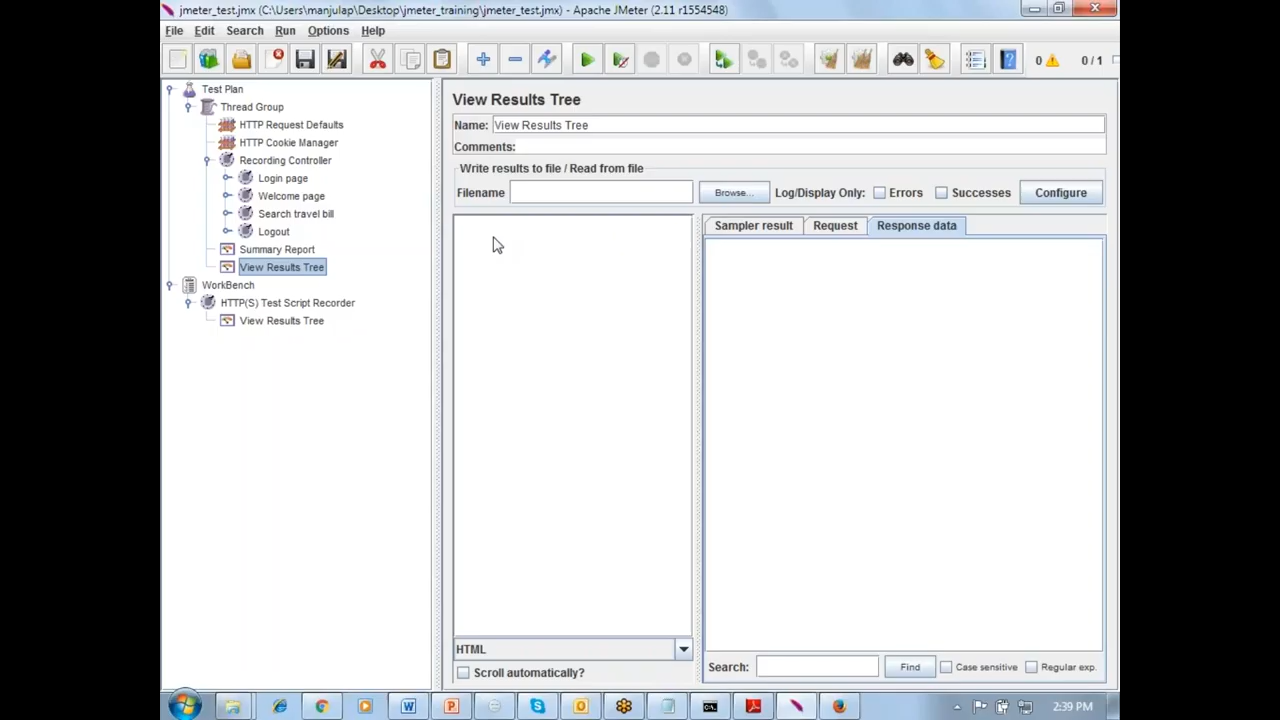 jmeter_test.jmx (C:\Users\manjulap\Desktop\jmeter_training\jmeter_test.jmx) - Apache JMeter (2.11 r1554548)
File Edit Search Run Options Help
0 0 / 1
Test Plan
Thread Group
HTTP Request Defaults
HTTP Cookie Manager
Recording Controller
Login page
Welcome page
Search travel bill
Logout
Summary Report
View Results Tree
WorkBench
HTTP(S) Test Script Recorder
View Results Tree
View Results Tree
Name: View Results Tree
Comments:
Write results to file / Read from file
Filename Browse... Log/Display Only: Errors Successes Configure
Sampler result Request Response data
HTML
Scroll automatically?
Search: Find Case sensitive Regular exp.
2:39 PM